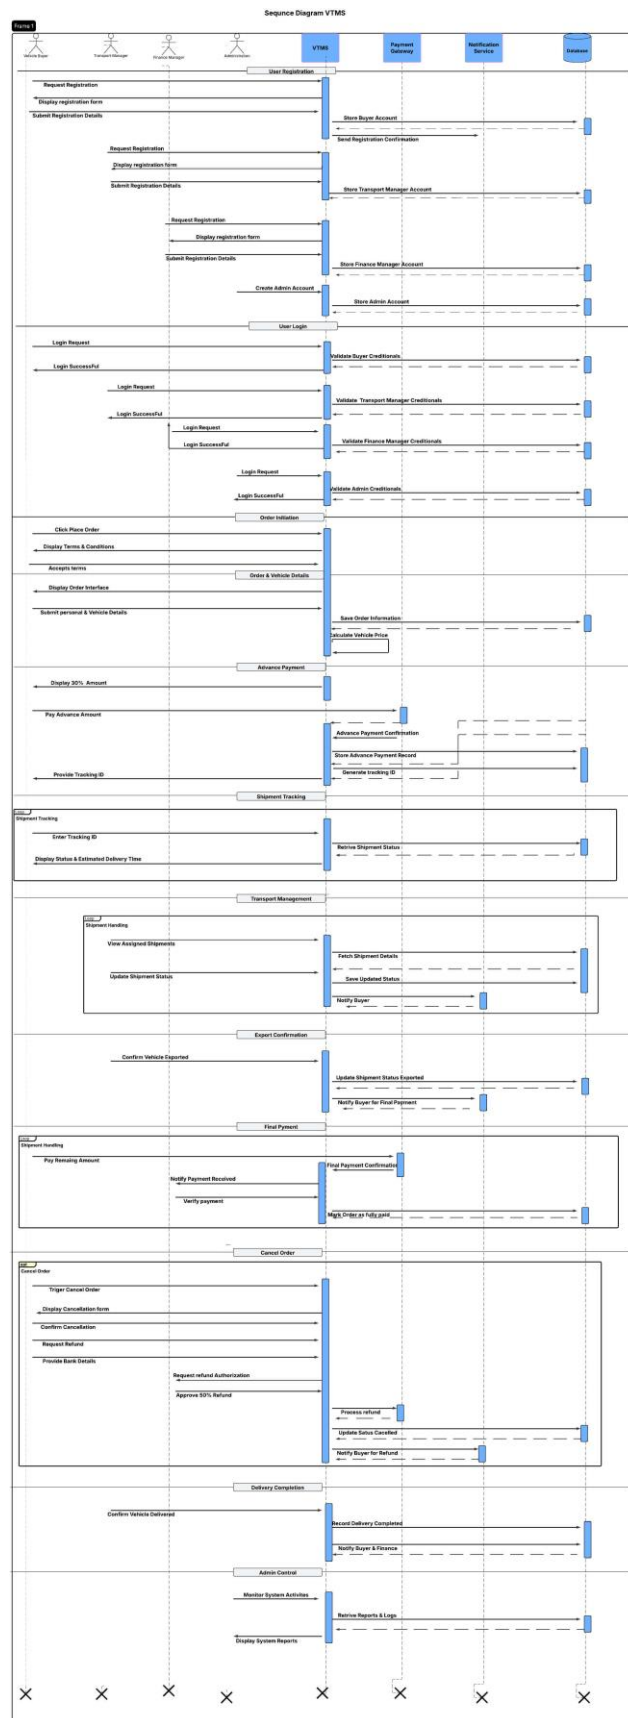 Sequnce Diagram VTMS
Frame 1
Vehicle Buyer
Transport Manager
Finance Manager
Administration
VTMS
Payment
Gateway
Notification
Service
Database
User Registration
Request Registration
Display registration form
Submit Registration Details
Store Buyer Account
Send Registration Confirmation
Request Registration
Display registration form
Submit Registration Details
Store Transport Manager Account
Request Registration
Display registration form
Submit Registration Details
Store Finance Manager Account
Create Admin Account
Store Admin Account
User Login
Login Request
Validate Buyer Creditionals
Login SuccessFul
Login Request
Validate Transport Manager Creditionals
Login SuccessFul
Login Request
Validate Finance Manager Creditionals
Login SuccessFul
Login Request
Validate Admin Creditionals
Login SuccessFul
Order Initiation
Click Place Order
Display Terms & Conditions
Accepts terms
Order & Vehicle Details
Display Order Interface
Submit personal & Vehicle Details
Save Order Information
Calculate Vehicle Price
Advance Payment
Display 30% Amount
Pay Advance Amount
Advance Payment Confirmation
Store Advance Payment Record
Provide Tracking ID
Generate tracking ID
Shipment Tracking
Shipment Tracking
Enter Tracking ID
Retrive Shipment Status
Display Status & Estimated Delivery Time
Transport Management
Shipment Handling
View Assigned Shipments
Fetch Shipment Details
Update Shipment Status
Save Updated Status
Notify Buyer
Export Confirmation
Confirm Vehicle Exported
Update Shipment Status Exported
Notify Buyer for Final Payment
Final Pyment
Shipment Handling
Pay Remaing Amount
Final Payment Confirmation
Notify Payment Received
Verify payment
Mark Order as fully paid
Cancel Order
Cancel Order
Triger Cancel Order
Display Cancellation form
Confirm Cancellation
Request Refund
Provide Bank Details
Request refund Authorization
Approve 50% Refund
Process refund
Update Satus Cacelled
Notify Buyer for Refund
Delivery Completion
Confirm Vehicle Delivered
Record Delivery Completed
Notify Buyer & Finance
Admin Control
Monitor System Activites
Retrive Reports & Logs
Display System Reports